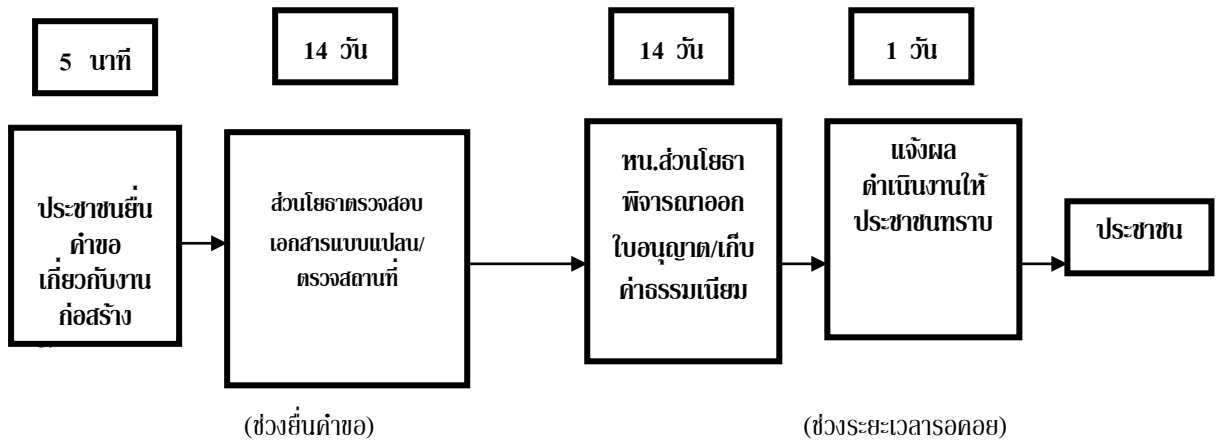 5 นาที
14 วัน
14 วัน
1 วัน
ประชาชนยื่น
คำขอ
เกี่ยวกับงาน
ก่อสร้าง
ส่วนโยธาตรวจสอบ
เอกสารแบบแปลน/
ตรวจสถานที่
หน.ส่วนโยธา
พิจารณาออก
ใบอนุญาต/เก็บ
ค่าธรรมเนียม
แจ้งผล
ดำเนินงานให้
ประชาชนทราบ
ประชาชน
(ช่วงยื่นคำขอ)
(ช่วงระยะเวลารอคอย)